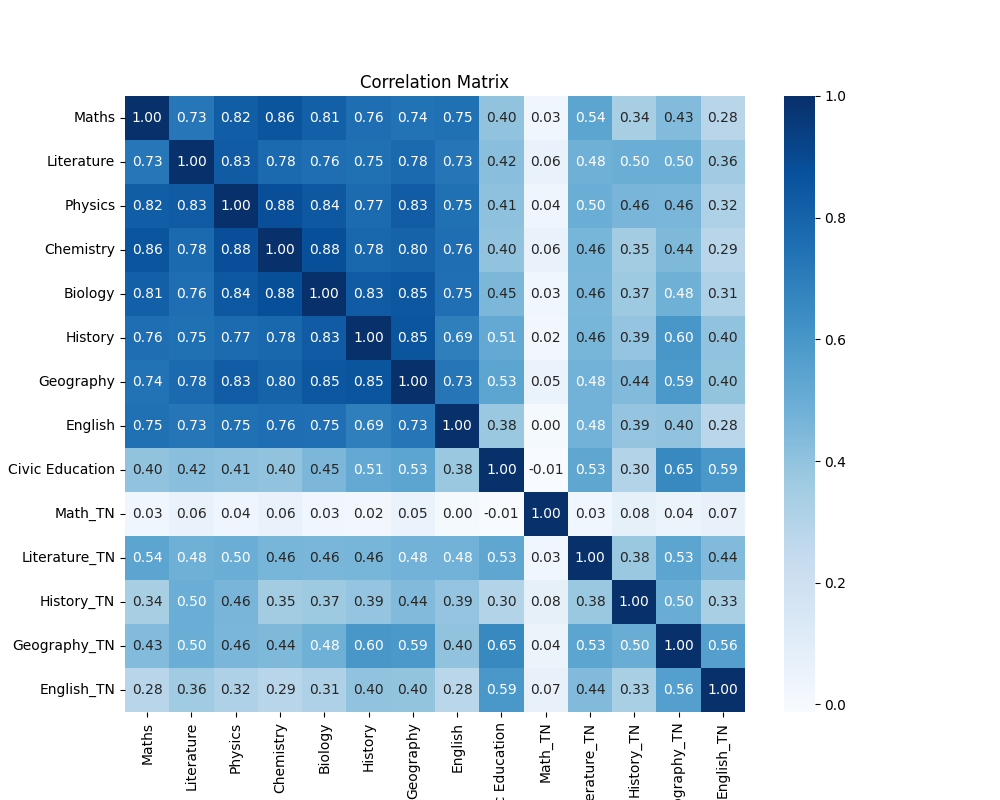 Correlation Matrix
Maths 1.00 0.73 0.82 0.86 0.81 0.76 0.74 0.75 0.40 0.03 0.54 0.34 0.43 0.28
Literature 0.73 1.00 0.83 0.78 0.76 0.75 0.78 0.73 0.42 0.06 0.48 0.50 0.50 0.36
Physics 0.82 0.83 1.00 0.88 0.84 0.77 0.83 0.75 0.41 0.04 0.50 0.46 0.46 0.32
Chemistry 0.86 0.78 0.88 1.00 0.88 0.78 0.80 0.76 0.40 0.06 0.46 0.35 0.44 0.29
Biology 0.81 0.76 0.84 0.88 1.00 0.83 0.85 0.75 0.45 0.03 0.46 0.37 0.48 0.31
History 0.76 0.75 0.77 0.78 0.83 1.00 0.85 0.69 0.51 0.02 0.46 0.39 0.60 0.40
Geography 0.74 0.78 0.83 0.80 0.85 0.85 1.00 0.73 0.53 0.05 0.48 0.44 0.59 0.40
English 0.75 0.73 0.75 0.76 0.75 0.69 0.73 1.00 0.38 0.00 0.48 0.39 0.40 0.28
Civic Education 0.40 0.42 0.41 0.40 0.45 0.51 0.53 0.38 1.00 -0.01 0.53 0.30 0.65 0.59
Math_TN 0.03 0.06 0.04 0.06 0.03 0.02 0.05 0.00 -0.01 1.00 0.03 0.08 0.04 0.07
Literature_TN 0.54 0.48 0.50 0.46 0.46 0.46 0.48 0.48 0.53 0.03 1.00 0.38 0.53 0.44
History_TN 0.34 0.50 0.46 0.35 0.37 0.39 0.44 0.39 0.30 0.08 0.38 1.00 0.50 0.33
Geography_TN 0.43 0.50 0.46 0.44 0.48 0.60 0.59 0.40 0.65 0.04 0.53 0.50 1.00 0.56
English_TN 0.28 0.36 0.32 0.29 0.31 0.40 0.40 0.28 0.59 0.07 0.44 0.33 0.56 1.00
Maths
Literature
Physics
Chemistry
Biology
History
Geography
English
c Education
Math_TN
erature_TN
History_TN
ography_TN
English_TN
1.0
0.8
0.6
0.4
0.2
0.0